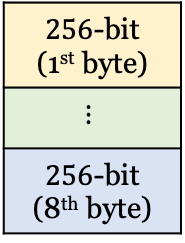 256-bit
(1st byte)
⋮
256-bit
(8th byte)